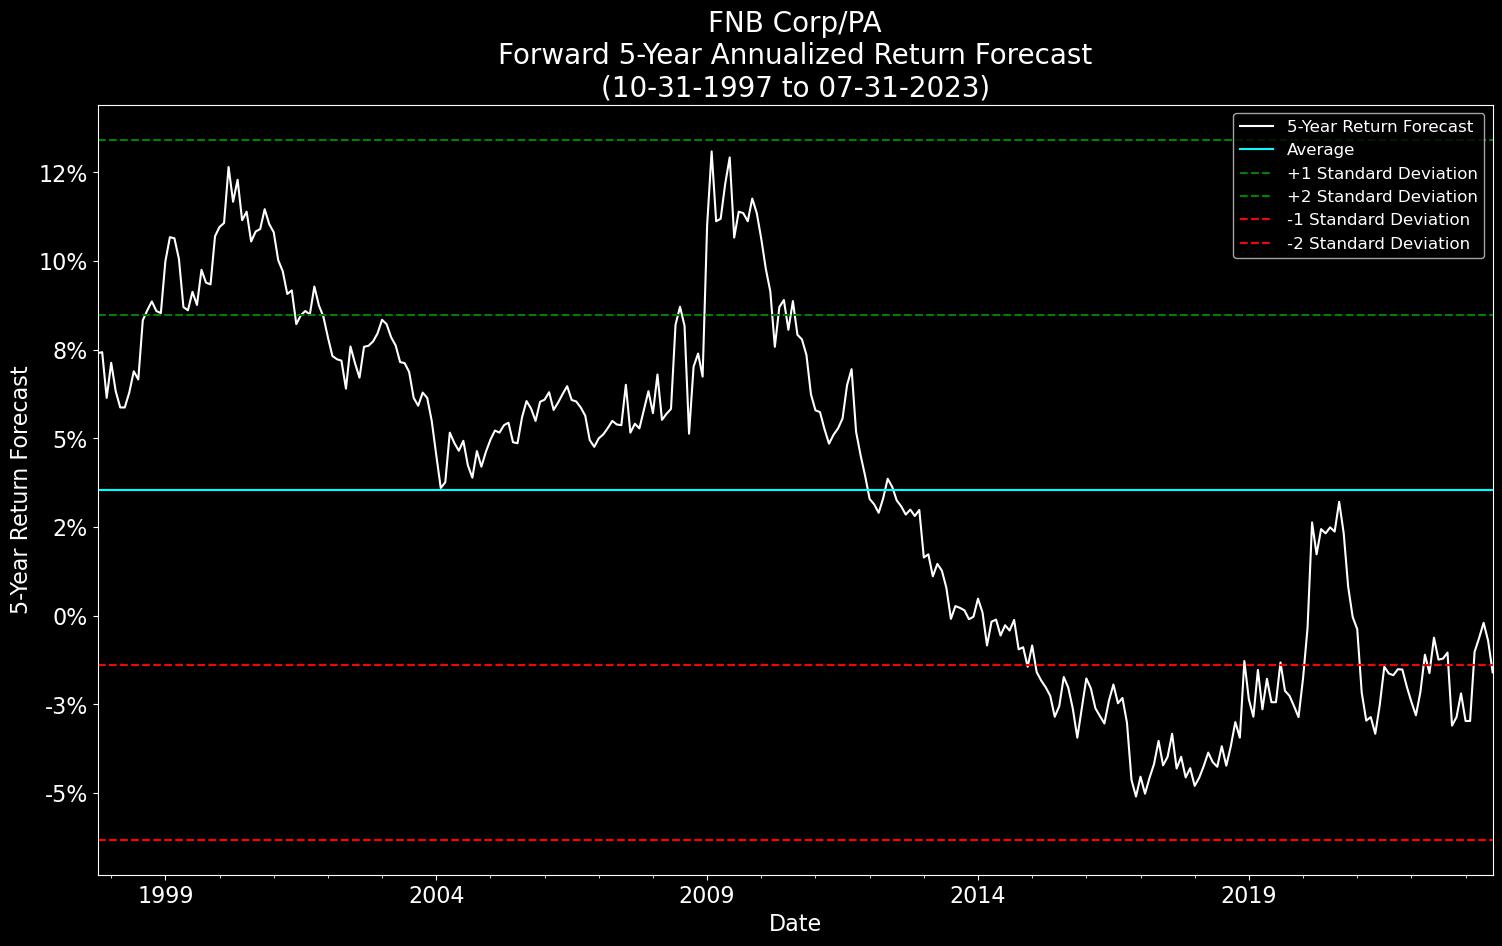 FNB Corp/PA
Forward 5-Year Annualized Return Forecast
(10-31-1997 to 07-31-2023)
5-Year Return Forecast
Average
+1 Standard Deviation
+2 Standard Deviation
-1 Standard Deviation
-2 Standard Deviation
12%
10%
8%
5%
2%
0%
-3%
-5%
5-Year Return Forecast
1999
2004
2009
2014
2019
Date